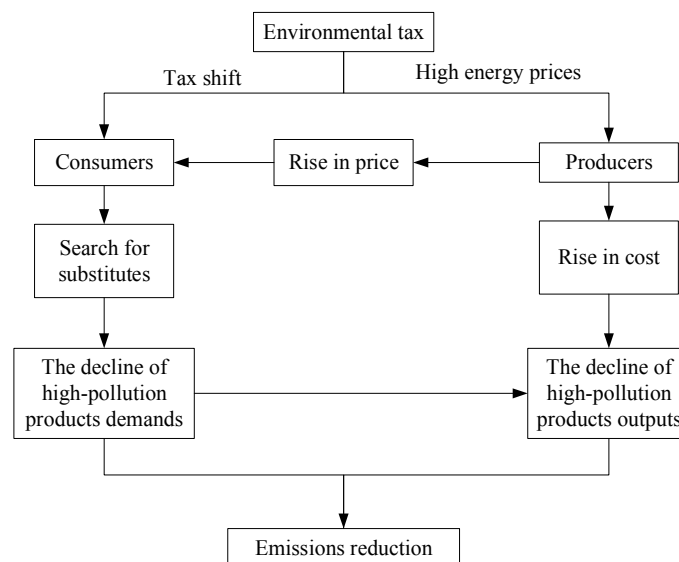 Environmental tax
Tax shift
High energy prices
Consumers
Rise in price
Producers
Search for
substitutes
Rise in cost
The decline of
high-pollution
products demands
The decline of
high-pollution
products outputs
Emissions reduction